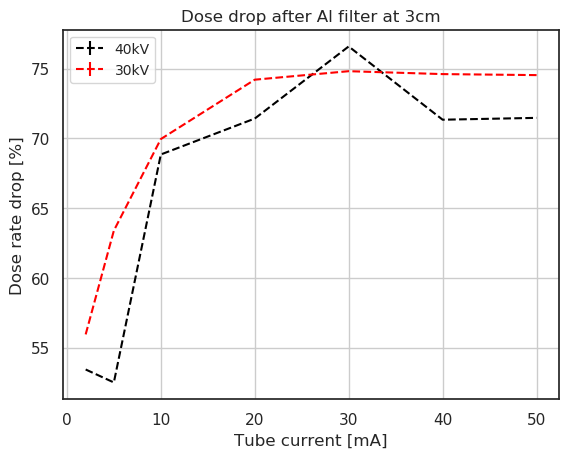 Dose drop after Al filter at 3cm
40kV
30kV
Dose rate drop [%]
75
70
65
60
55
0 10 20 30 40 50
Tube current [mA]